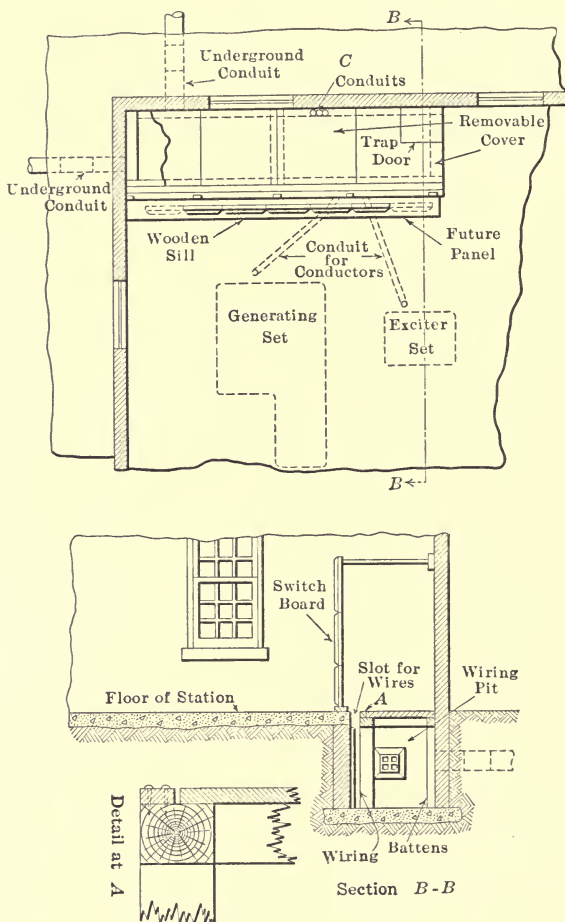 B
Underground
Conduit
C
Conduits
Removable
Cover
Trap
Door
Underground
Conduit
Wooden
Sill
Conduit
for
Conductors
Future
Panel
Generating
Set
Exciter
Set
B
Switch
Board
Slot for
Wires
A
Wiring
Pit
Floor of Station
Detail at A
Wiring
Battens
Section B-B